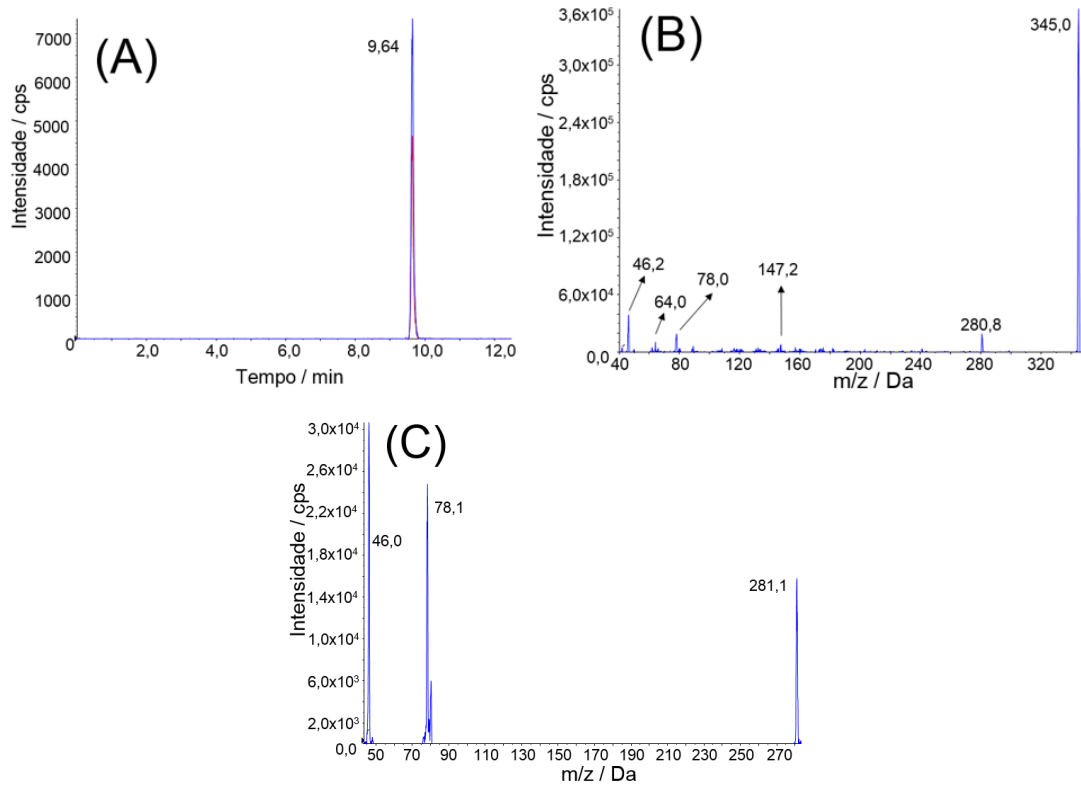 (A)
9,64
Intensidade / cps
7000
6000
5000
4000
3000
2000
1000
0
2,0 4,0 6,0 8,0 10,0 12,0
Tempo / min
(B)
345,0
Intensidade / cps
3,6x10⁵
3,0x10⁵
2,4x10⁵
1,8x10⁵
1,2x10⁵
6,0x10⁴
0,0
46,2
64,0
78,0
147,2
280,8
40 80 120 160 200 240 280 320
m/z / Da
(C)
Intensidade / cps
3,0x10⁴
2,6x10⁴
2,2x10⁴
1,8x10⁴
1,4x10⁴
1,0x10⁴
6,0x10³
2,0x10³
0,0
46,0
78,1
281,1
50 70 90 110 130 150 170 190 210 230 250 270
m/z / Da